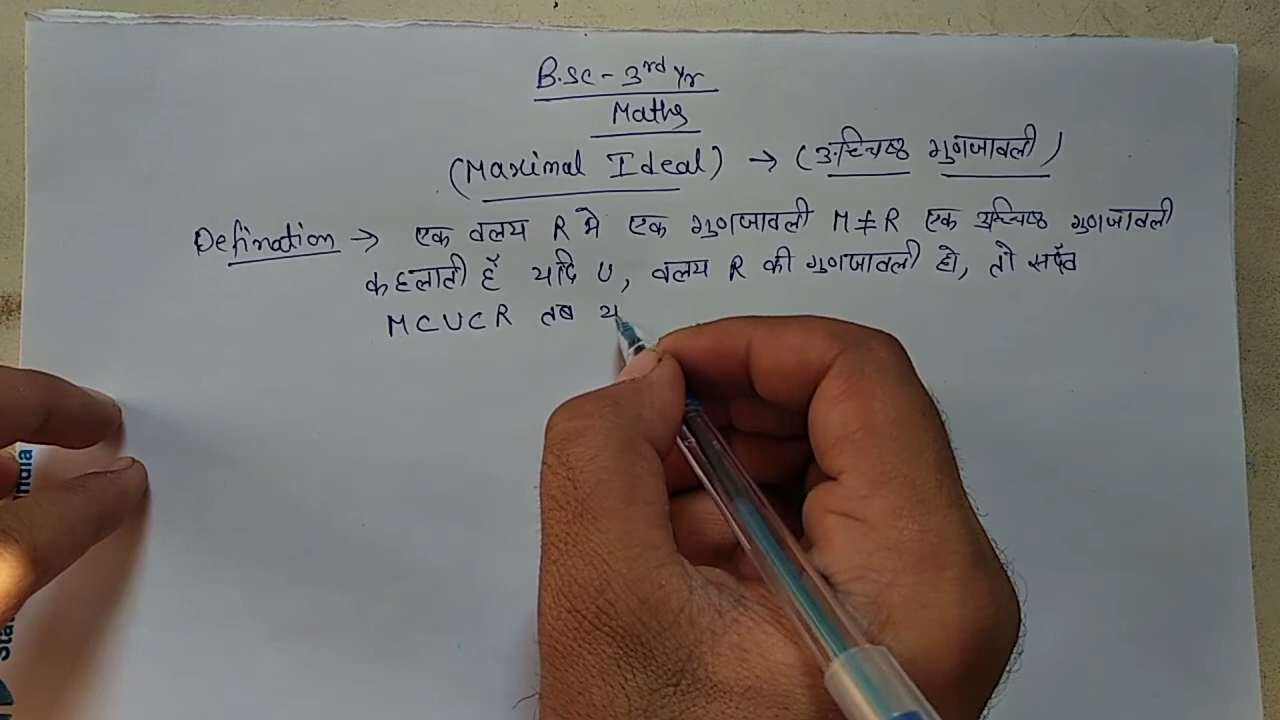 B.sc - 3rd Yr
Maths
(Maximal Ideal) → (उच्चिष्ठ गुणजावली)
Defination → एक वलय R मे एक गुणजावली M ≠ R एक उच्चिष्ठ गुणजावली
कहलाती हैं यदि U, वलय R की गुणजावली हो, तो सदैव
M⊂U⊂R तब य
India